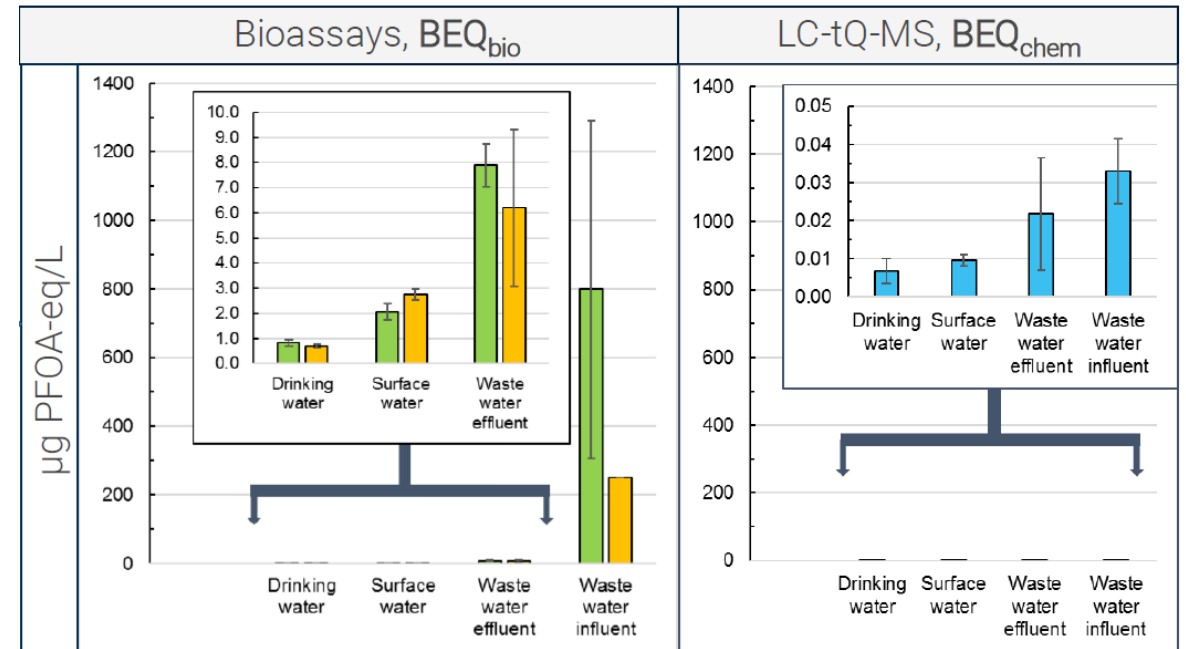 Bioassays, BEQbio
LC-tQ-MS, BEQchem
µg PFOA-eq/L
1400
1200
1000
800
600
400
200
0
10.0
9.0
8.0
7.0
6.0
5.0
4.0
3.0
2.0
1.0
0.0
Drinking
water
Surface
water
Waste
water
effluent
Drinking
water
Surface
water
Waste
water
effluent
Waste
water
influent
1400
1200
1000
800
600
400
200
0
0.05
0.04
0.03
0.02
0.01
0.00
Drinking
water
Surface
water
Waste
water
effluent
Waste
water
influent
Drinking
water
Surface
water
Waste
water
effluent
Waste
water
influent